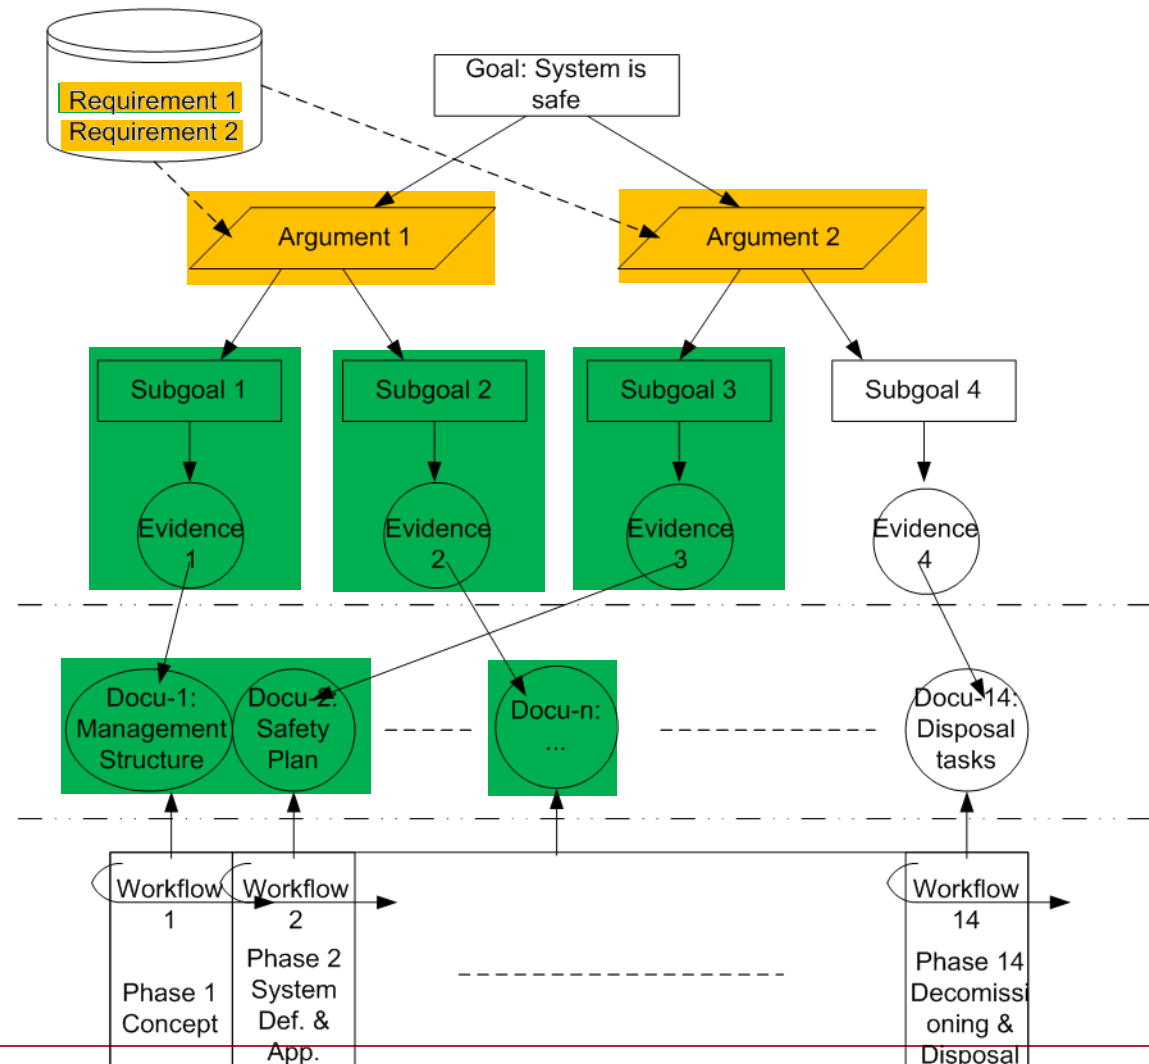 Goal: System is
safe
Requirement 1
Requirement 2
Argument 1
Argument 2
Subgoal 1
Subgoal 2
Subgoal 3
Subgoal 4
Evidence
1
Evidence
2
Evidence
3
Evidence
4
Docu-1:
Management
Structure
Docu-2:
Safety
Plan
Docu-n:
...
Docu-14:
Disposal
tasks
Workflow
1
Phase 1
Concept
Workflow
2
Phase 2
System
Def. &
App.
Workflow
14
Phase 14
Decomissi
oning &
Disposal